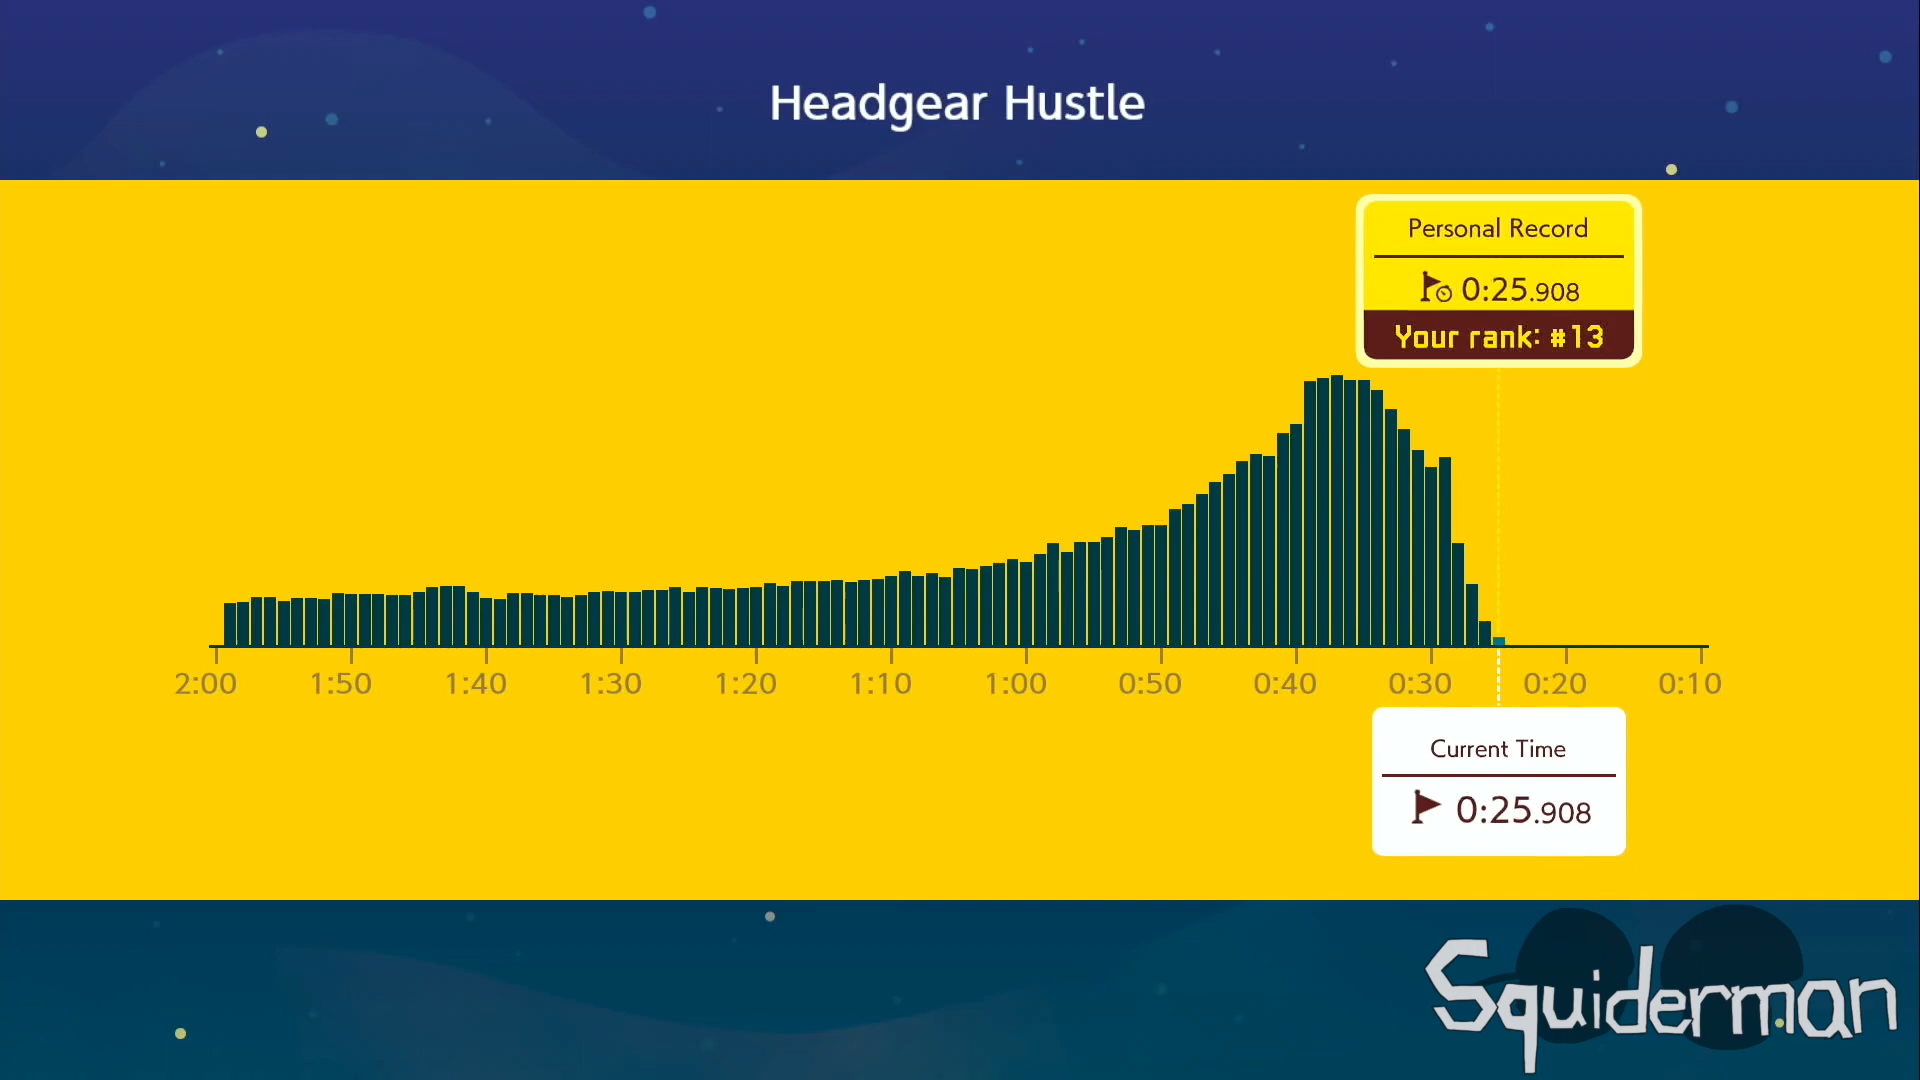 Headgear Hustle
Personal Record
0:25.908
Your rank: #13
2:00 1:50 1:40 1:30 1:20 1:10 1:00 0:50 0:40 0:30 0:20 0:10
Current Time
0:25.908
Squiderman